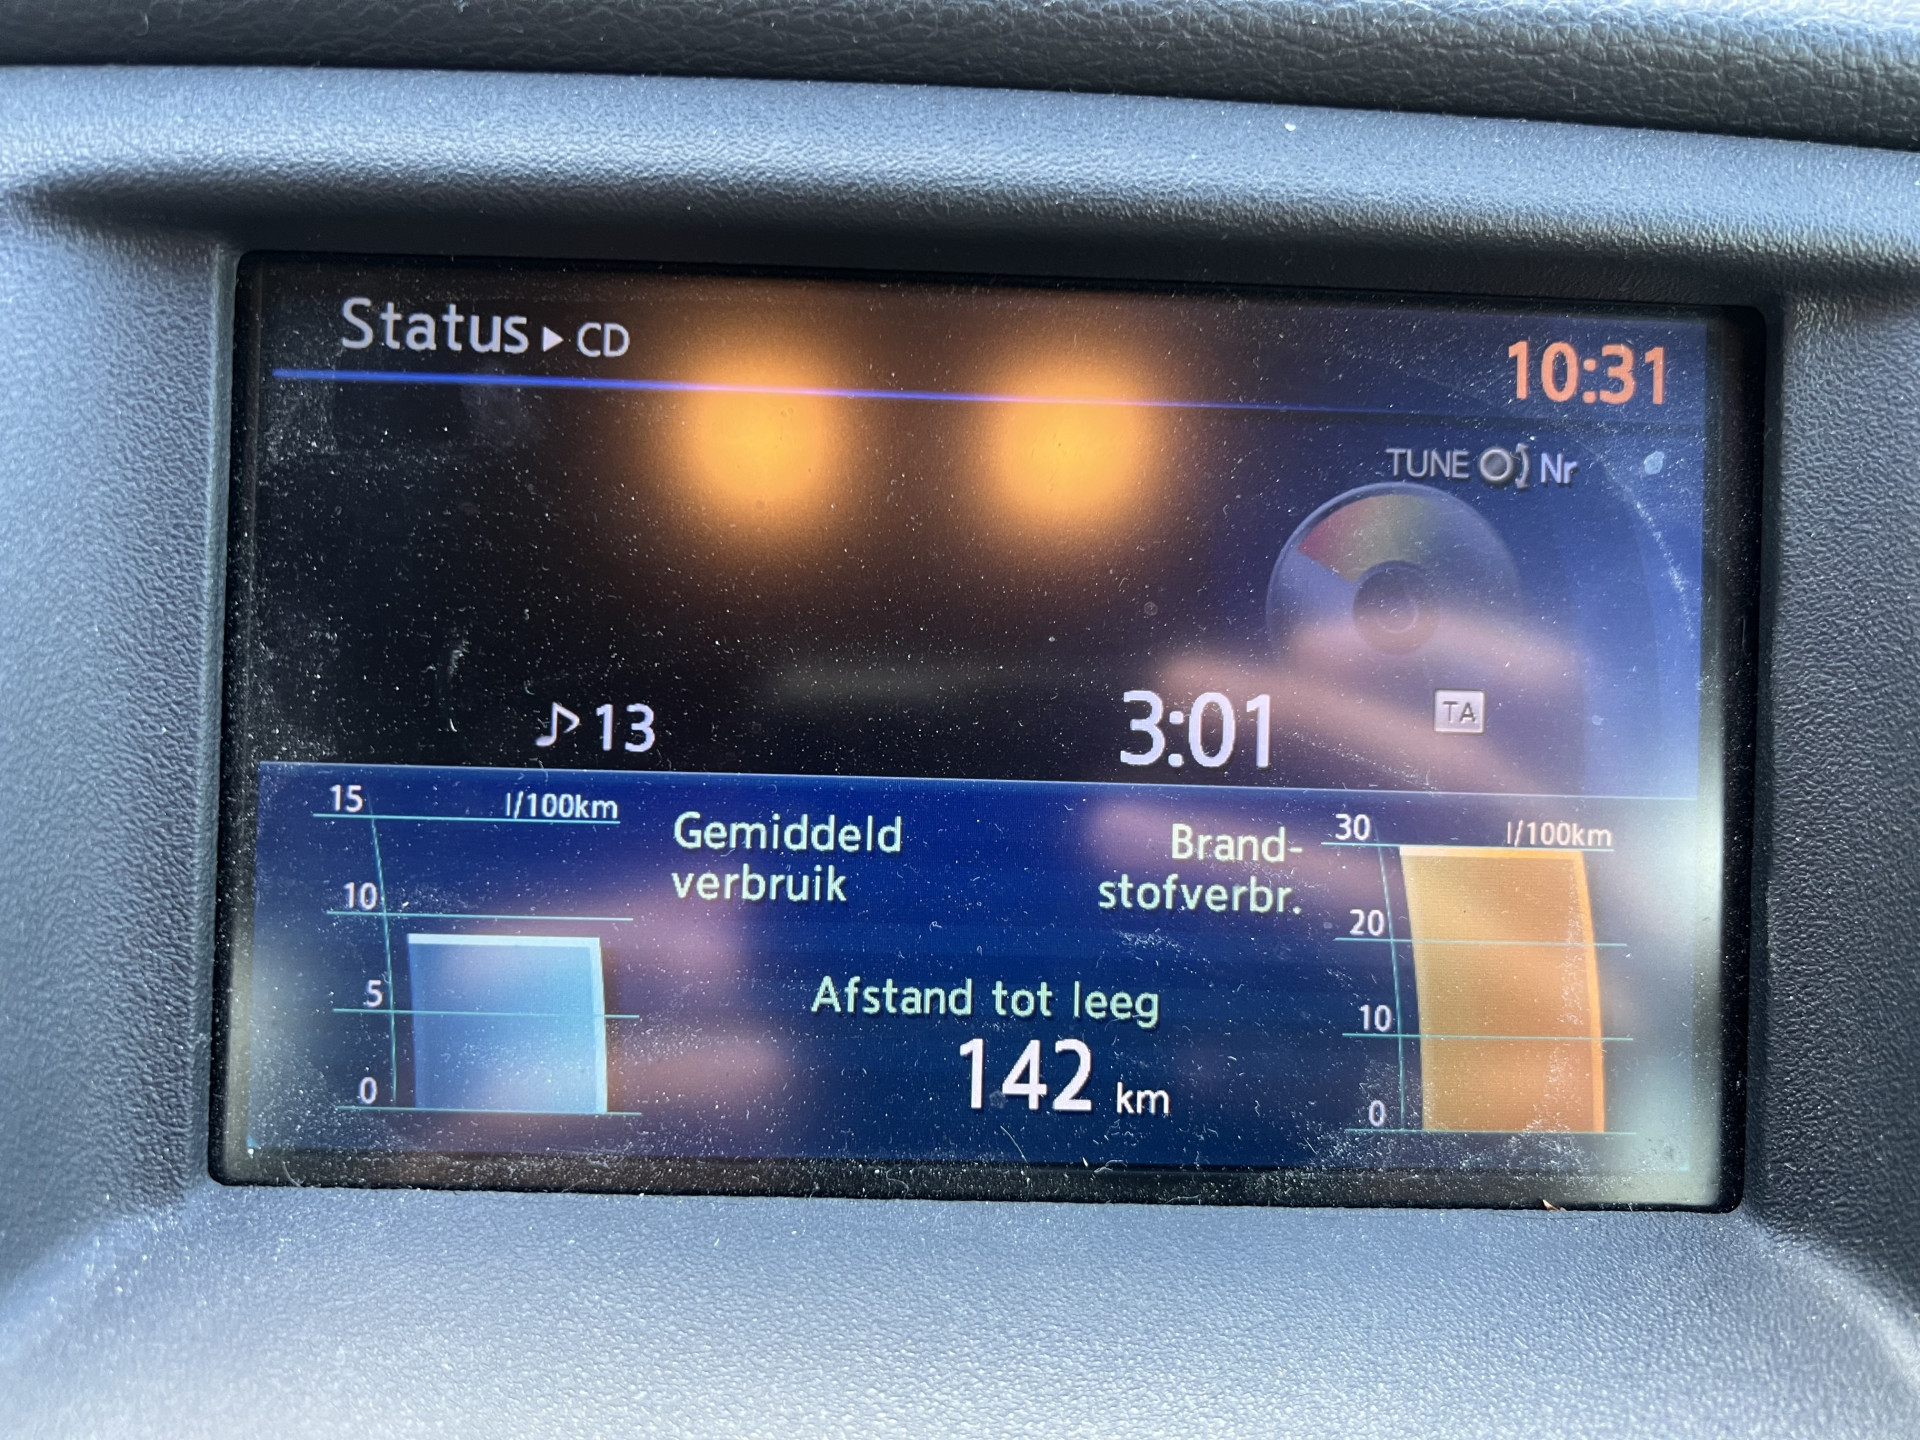 Status ▸ CD
10:31
TUNE Nr
♪ 13
3:01
TA
15 l/100km
10
5
0
Gemiddeld
verbruik
Brand-
stofverbr.
Afstand tot leeg
142 km
30 l/100km
20
10
0